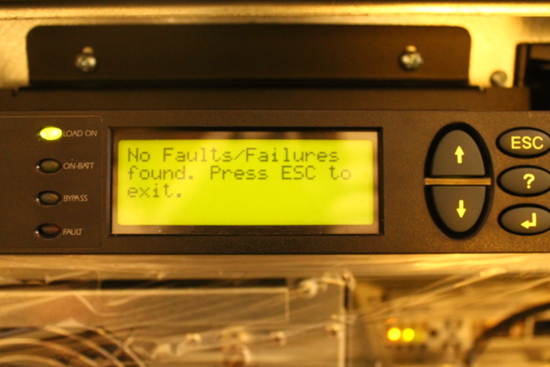 LOAD ON
ON-BATT
BYPASS
FAULT
No Faults/Failures
found. Press ESC to
exit.
ESC
?